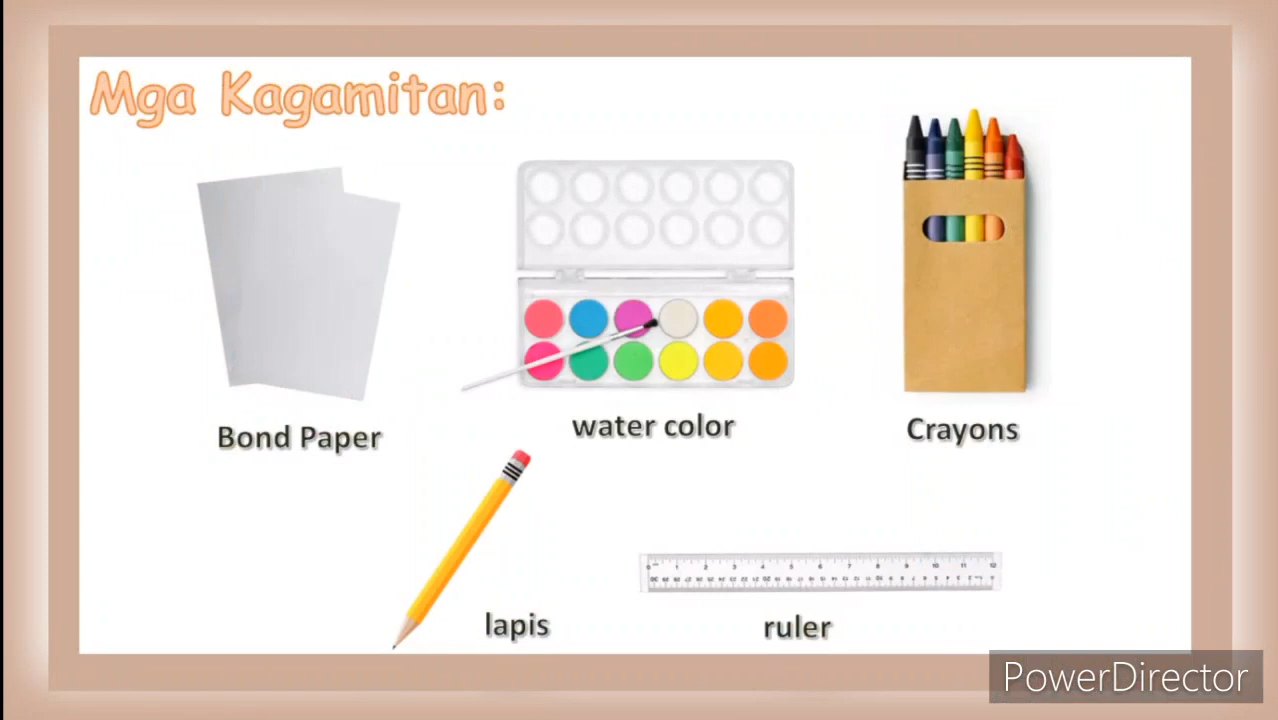 Mga Kagamitan:
Bond Paper
water color
Crayons
lapis
ruler
PowerDirector